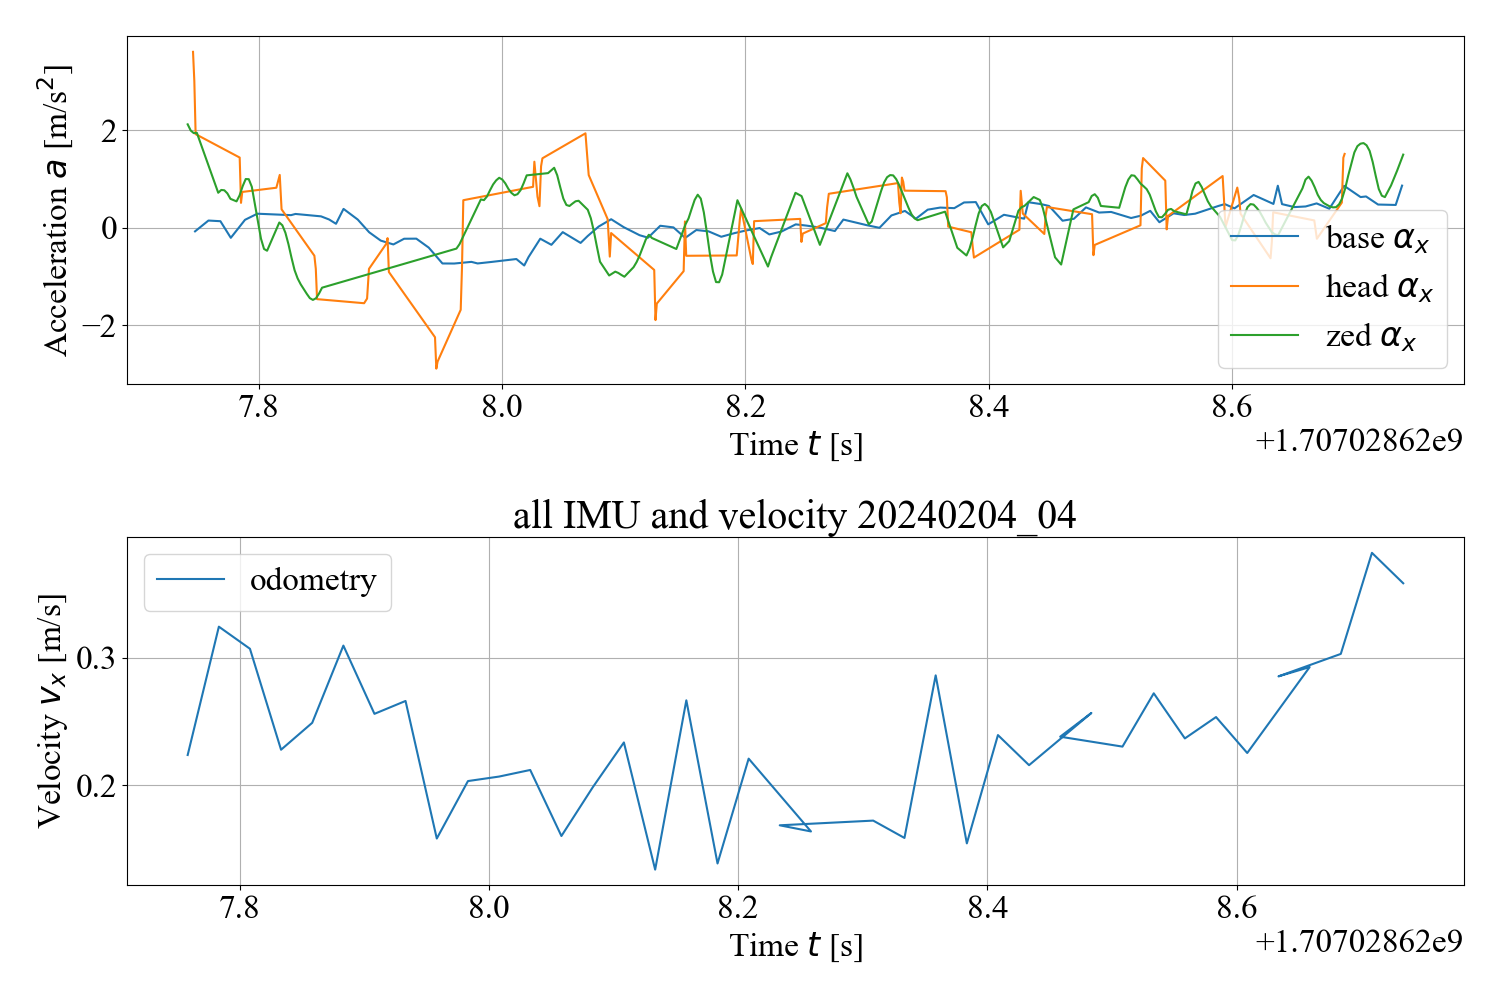 Acceleration a [m/s²]
2
0
−2
base αx
head αx
zed αx
7.8 8.0 8.2 8.4 8.6
Time t [s]
+1.70702862e9
all IMU and velocity 20240204_04
Velocity vx [m/s]
odometry
0.3
0.2
7.8 8.0 8.2 8.4 8.6
Time t [s]
+1.70702862e9